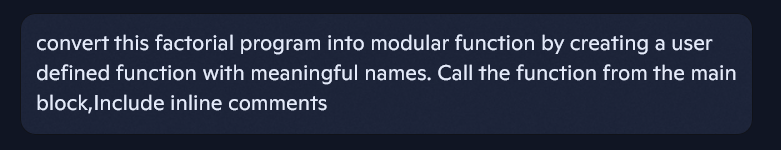 convert this factorial program into modular function by creating a user
defined function with meaningful names. Call the function from the main
block,Include inline comments